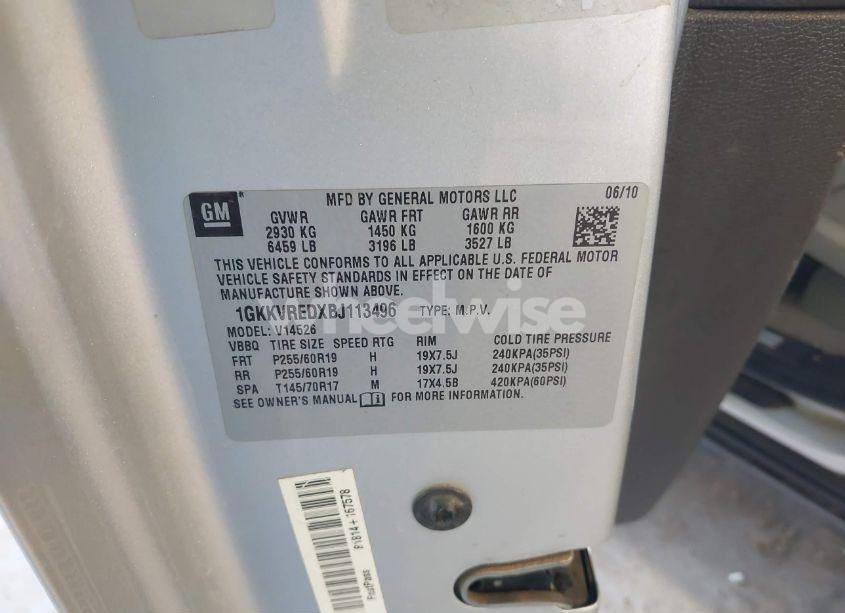 GM
MFD BY GENERAL MOTORS LLC 06/10
GVWR GAWR FRT GAWR RR
2930 KG 1450 KG 1600 KG
6459 LB 3196 LB 3527 LB
THIS VEHICLE CONFORMS TO ALL APPLICABLE U.S. FEDERAL MOTOR
VEHICLE SAFETY STANDARDS IN EFFECT ON THE DATE OF
MANUFACTURE SHOWN ABOVE.
1GKKVREDXBJ113496 TYPE: M.P.V.
MODEL: V14526
VBBQ TIRE SIZE SPEED RTG RIM COLD TIRE PRESSURE
FRT P255/60R19 H 19X7.5J 240KPA(35PSI)
RR P255/60R19 H 19X7.5J 240KPA(35PSI)
SPA T145/70R17 M 17X4.5B 420KPA(60PSI)
SEE OWNER'S MANUAL FOR MORE INFORMATION.
wheelwise
PV814+167578
FastPass